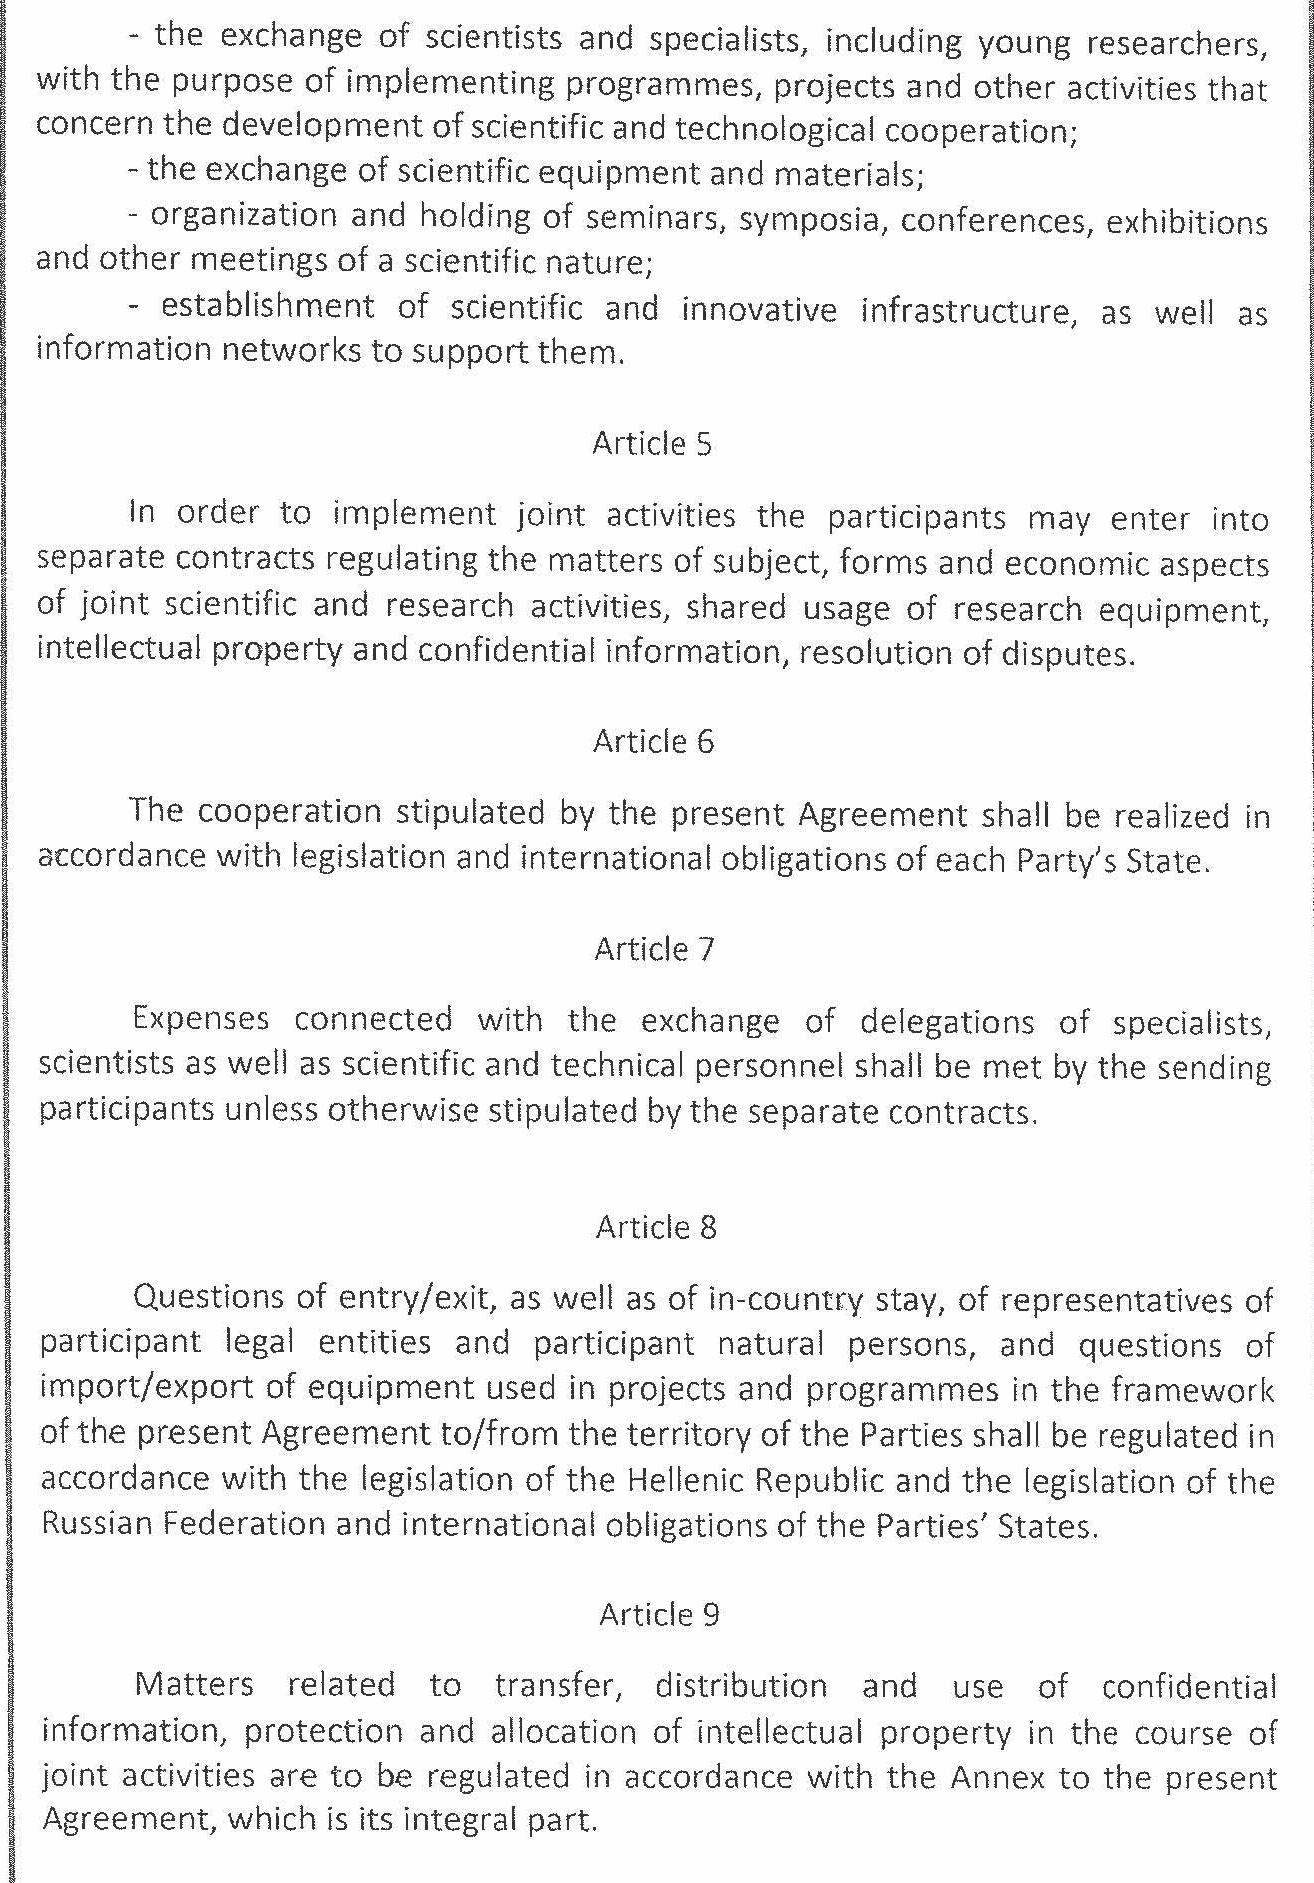 - the exchange of scientists and specialists, including young researchers,
with the purpose of implementing programmes, projects and other activities that
concern the development of scientific and technological cooperation;
- the exchange of scientific equipment and materials;
- organization and holding of seminars, symposia, conferences, exhibitions
and other meetings of a scientific nature;
- establishment of scientific and innovative infrastructure, as well as
information networks to support them.
Article 5
In order to implement joint activities the participants may enter into
separate contracts regulating the matters of subject, forms and economic aspects
of joint scientific and research activities, shared usage of research equipment,
intellectual property and confidential information, resolution of disputes.
Article 6
The cooperation stipulated by the present Agreement shall be realized in
accordance with legislation and international obligations of each Party's State.
Article 7
Expenses connected with the exchange of delegations of specialists,
scientists as well as scientific and technical personnel shall be met by the sending
participants unless otherwise stipulated by the separate contracts.
Article 8
Questions of entry/exit, as well as of in-country stay, of representatives of
participant legal entities and participant natural persons, and questions of
import/export of equipment used in projects and programmes in the framework
of the present Agreement to/from the territory of the Parties shall be regulated in
accordance with the legislation of the Hellenic Republic and the legislation of the
Russian Federation and international obligations of the Parties' States.
Article 9
Matters related to transfer, distribution and use of confidential
information, protection and allocation of intellectual property in the course of
joint activities are to be regulated in accordance with the Annex to the present
Agreement, which is its integral part.